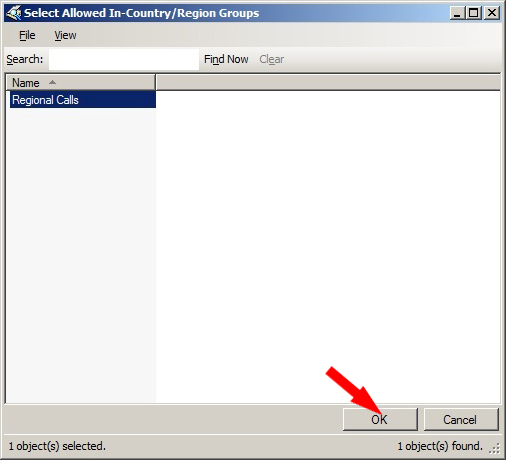 Select Allowed In-Country/Region Groups
File View
Search: Find Now Clear
Name
Regional Calls
OK Cancel
1 object(s) selected. 1 object(s) found.